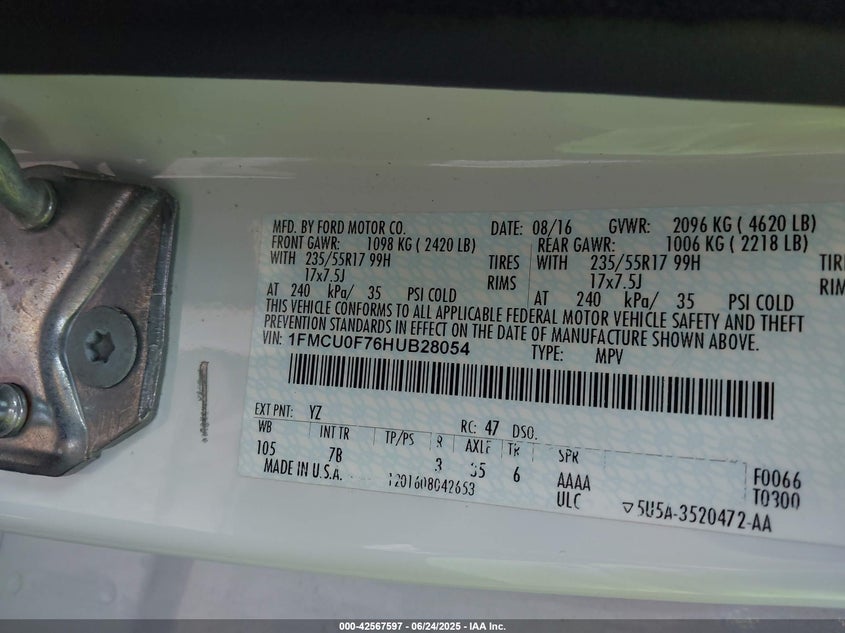 MFD. BY FORD MOTOR CO. DATE: 08/16 GVWR: 2096 KG ( 4620 LB)
FRONT GAWR: 1098 KG ( 2420 LB) REAR GAWR: 1006 KG ( 2218 LB)
WITH 235/55R17 99H TIRES WITH 235/55R17 99H TIRE
17x7.5J RIMS 17x7.5J RIM
AT 240 kPa/ 35 PSI COLD AT 240 kPa/ 35 PSI COLD
THIS VEHICLE CONFORMS TO ALL APPLICABLE FEDERAL MOTOR VEHICLE SAFETY AND THEFT
PREVENTION STANDARDS IN EFFECT ON THE DATE OF MANUFACTURE SHOWN ABOVE.
VIN: 1FMCU0F76HUB28054 TYPE: MPV
EXT PNT: YZ RC: 47 DSO:
WB INT TR TP/PS R AXLE TR SPR
105 7B 3 35 6 AAAA F0066
MADE IN U.S.A. 1201608042653 ULC T0300
5U5A-3520472-AA
000-42567597 - 06/24/2025 - IAA Inc.